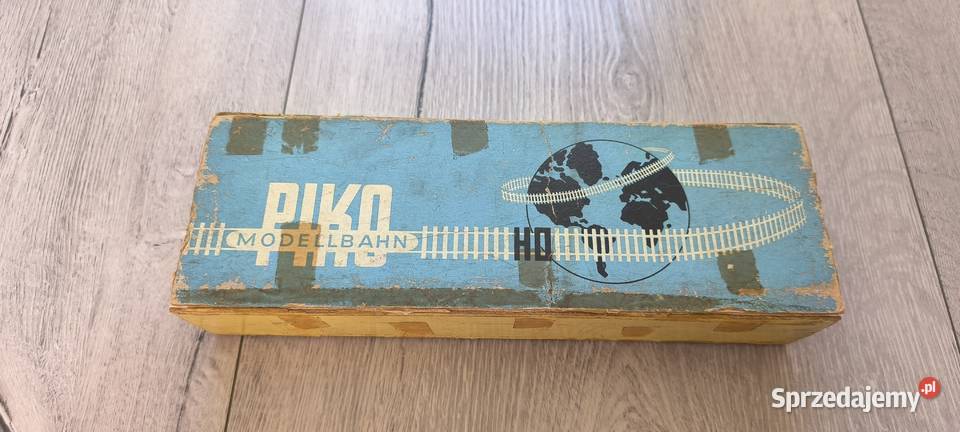 PIKO
MODELLBAHN
HO
Sprzedajemy.pl